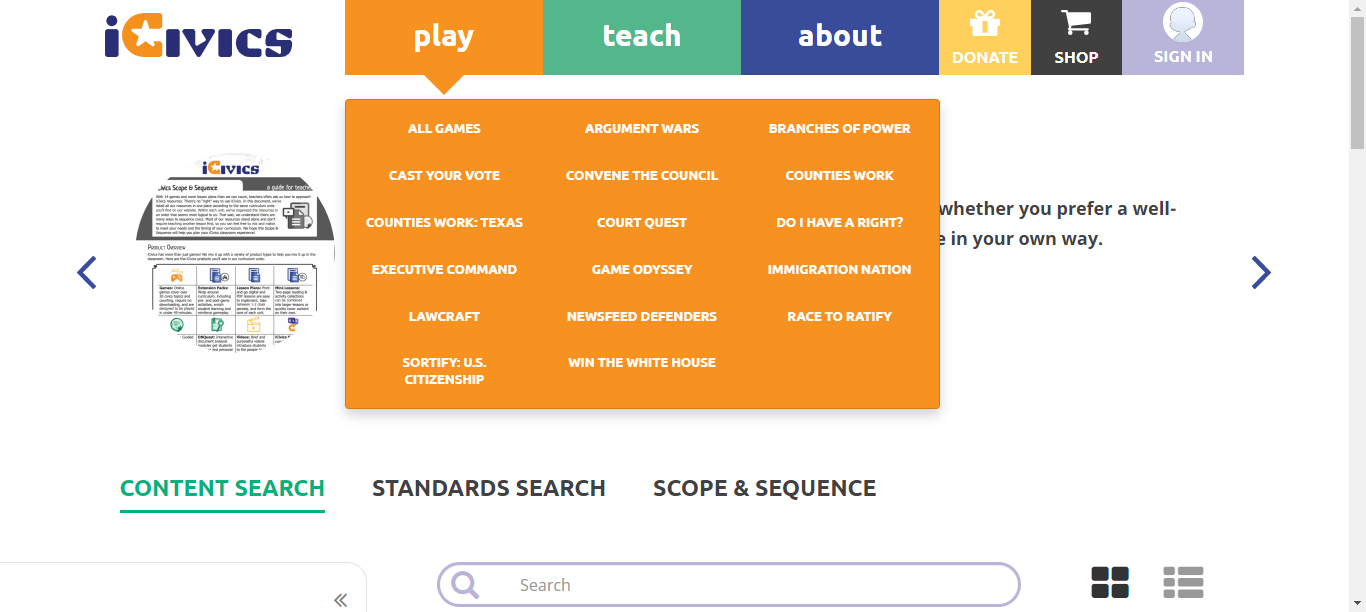 iCivics
play
teach
about
DONATE
SHOP
SIGN IN
ALL GAMES
ARGUMENT WARS
BRANCHES OF POWER
CAST YOUR VOTE
CONVENE THE COUNCIL
COUNTIES WORK
COUNTIES WORK: TEXAS
COURT QUEST
DO I HAVE A RIGHT?
EXECUTIVE COMMAND
GAME ODYSSEY
IMMIGRATION NATION
LAWCRAFT
NEWSFEED DEFENDERS
RACE TO RATIFY
SORTIFY: U.S.
CITIZENSHIP
WIN THE WHITE HOUSE
iCivics
Scope & Sequence
a guide for
Product Overview
whether you prefer a well-
in your own way.
CONTENT SEARCH
STANDARDS SEARCH
SCOPE & SEQUENCE
Search